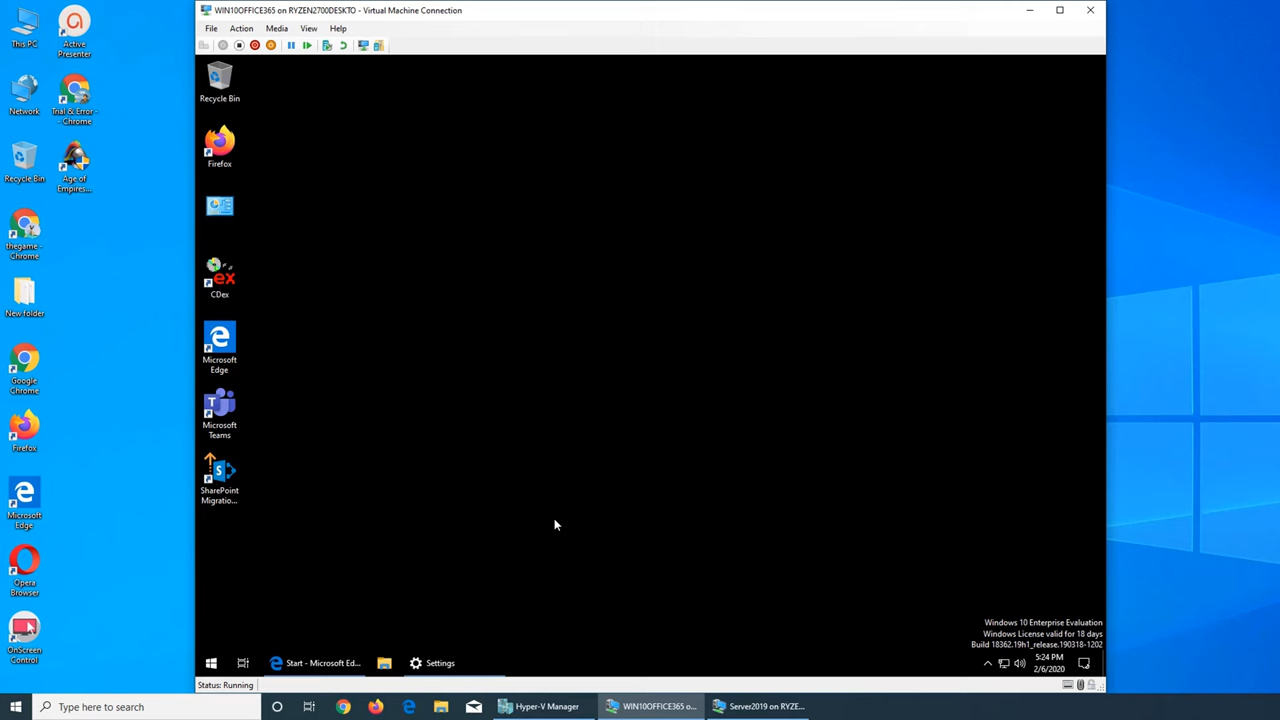 WIN10OFFICE365 on RYZEN2700DESKTO - Virtual Machine Connection
File Action Media View Help
This PC
Active
Presenter
Network
Trial & Error -
- Chrome
Recycle Bin
Age of
Empires...
thegame -
Chrome
New folder
Google
Chrome
Firefox
Microsoft
Edge
Opera
Browser
OnScreen
Control
Recycle Bin
Firefox
CDex
Microsoft
Edge
Microsoft
Teams
SharePoint
Migratio...
Windows 10 Enterprise Evaluation
Windows License valid for 18 days
Build 18362.19h1_release.190318-1202
Start - Microsoft Ed...
Settings
5:24 PM
2/6/2020
Status: Running
Type here to search
Hyper-V Manager
WIN10OFFICE365 o...
Server2019 on RYZE...